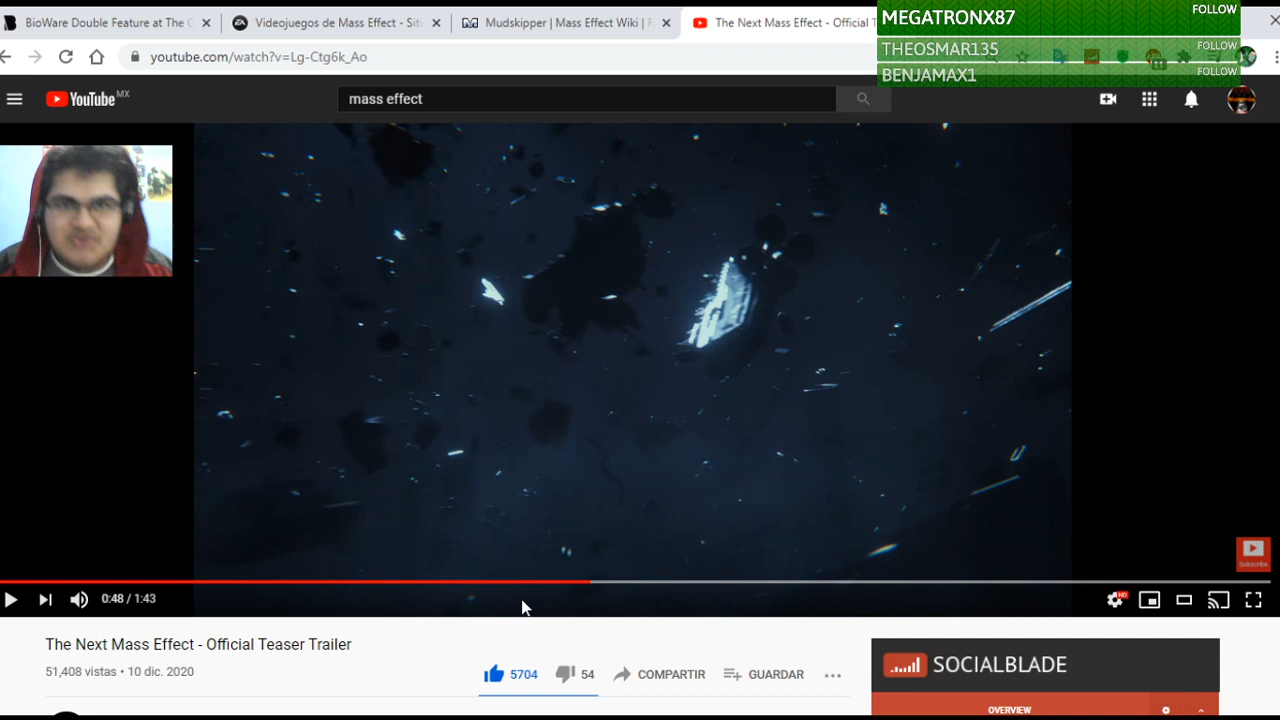 BioWare Double Feature at The G
Videojuegos de Mass Effect - Siti
Mudskipper | Mass Effect Wiki | F
The Next Mass Effect - Official T
MEGATRONX87
FOLLOW
THEOSMAR135
FOLLOW
BENJAMAX1
FOLLOW
youtube.com/watch?v=Lg-Ctg6k_Ao
YouTube MX
mass effect
Subscribe
0:48 / 1:43
HD
The Next Mass Effect - Official Teaser Trailer
51,408 vistas • 10 dic. 2020
5704
54
COMPARTIR
GUARDAR
SOCIALBLADE
OVERVIEW